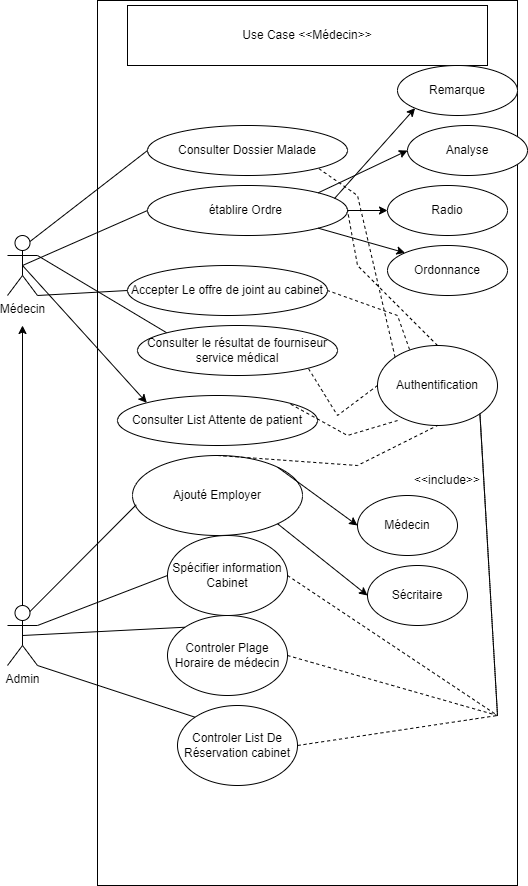 Use Case <<Médecin>>
Remarque
Consulter Dossier Malade
Analyse
établire Ordre
Radio
Ordonnance
Médecin
Accepter Le offre de joint au cabinet
Consulter le résultat de fourniseur
service médical
Authentification
Consulter List Attente de patient
<<include>>
Ajouté Employer
Médecin
Spécifier information
Cabinet
Sécritaire
Admin
Controler Plage
Horaire de médecin
Controler List De
Réservation cabinet